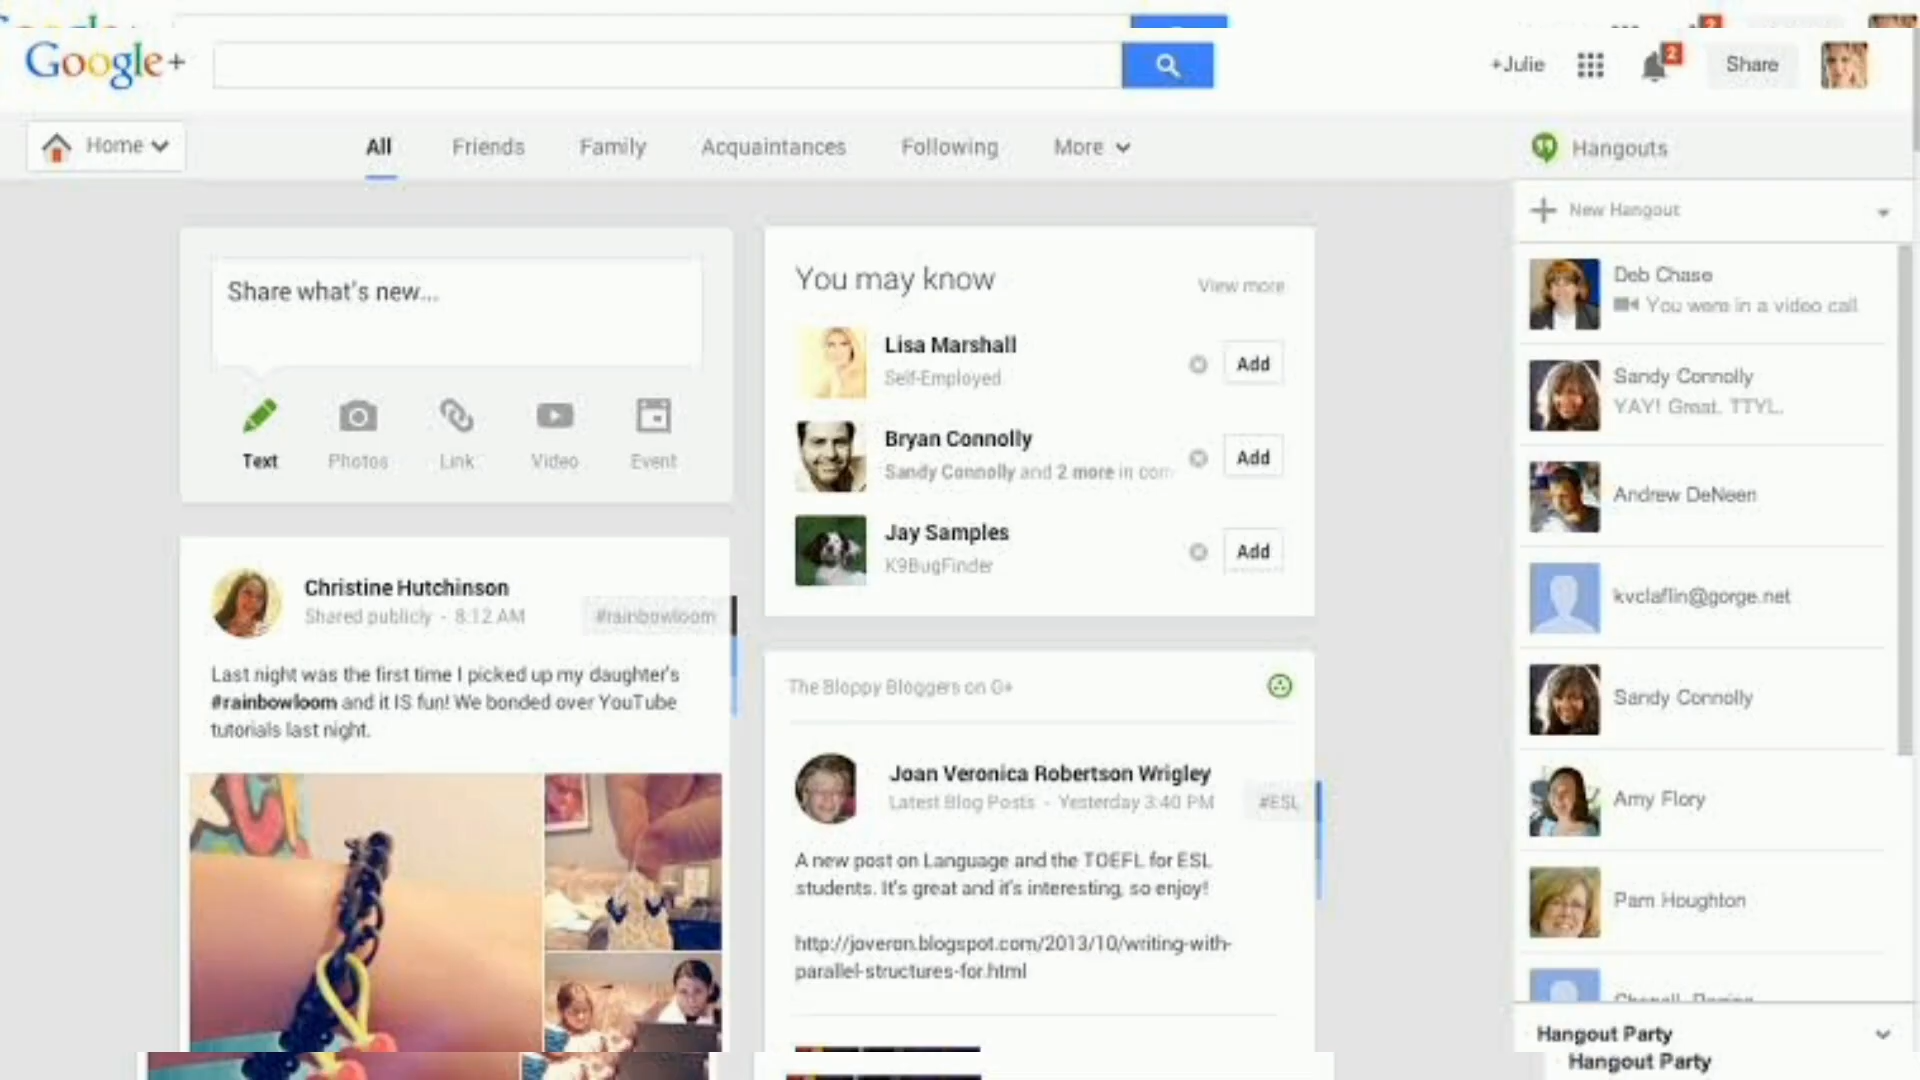 Google+
+Julie
2
Share
Home
All
Friends
Family
Acquaintances
Following
More
Hangouts
New Hangout
Share what's new...
Text
Photos
Link
Video
Event
You may know
View more
Lisa Marshall
Self-Employed
Add
Bryan Connolly
Sandy Connolly and 2 more in com
Add
Jay Samples
K9BugFinder
Add
Christine Hutchinson
Shared publicly - 8:12 AM
#rainbowloom
Last night was the first time I picked up my daughter's
#rainbowloom and it IS fun! We bonded over YouTube
tutorials last night.
The Bloppy Bloggers on G+
Joan Veronica Robertson Wrigley
Latest Blog Posts - Yesterday 3:40 PM
#ESL
A new post on Language and the TOEFL for ESL
students. It's great and it's interesting, so enjoy!
http://joveron.blogspot.com/2013/10/writing-with-
parallel-structures-for.html
Deb Chase
You were in a video call
Sandy Connolly
YAY! Great. TTYL.
Andrew DeNeen
kvclaflin@gorge.net
Sandy Connolly
Amy Flory
Pam Houghton
Hangout Party
Hangout Party